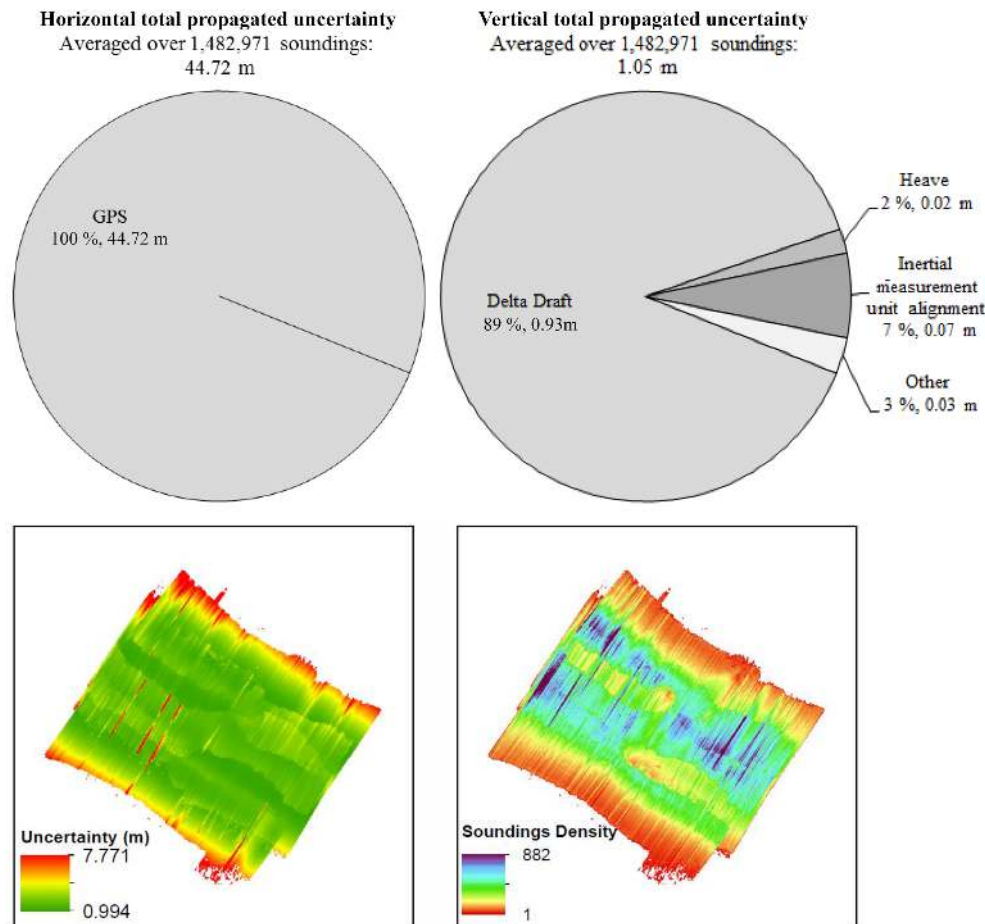 Horizontal total propagated uncertainty
Averaged over 1,482,971 soundings:
44.72 m
Vertical total propagated uncertainty
Averaged over 1,482,971 soundings:
1.05 m
GPS
100 %, 44.72 m
Delta Draft
89 %, 0.93m
Heave
2 %, 0.02 m
Inertial
measurement
unit alignment
7 %, 0.07 m
Other
3 %, 0.03 m
Uncertainty (m)
7.771
0.994
Soundings Density
882
1